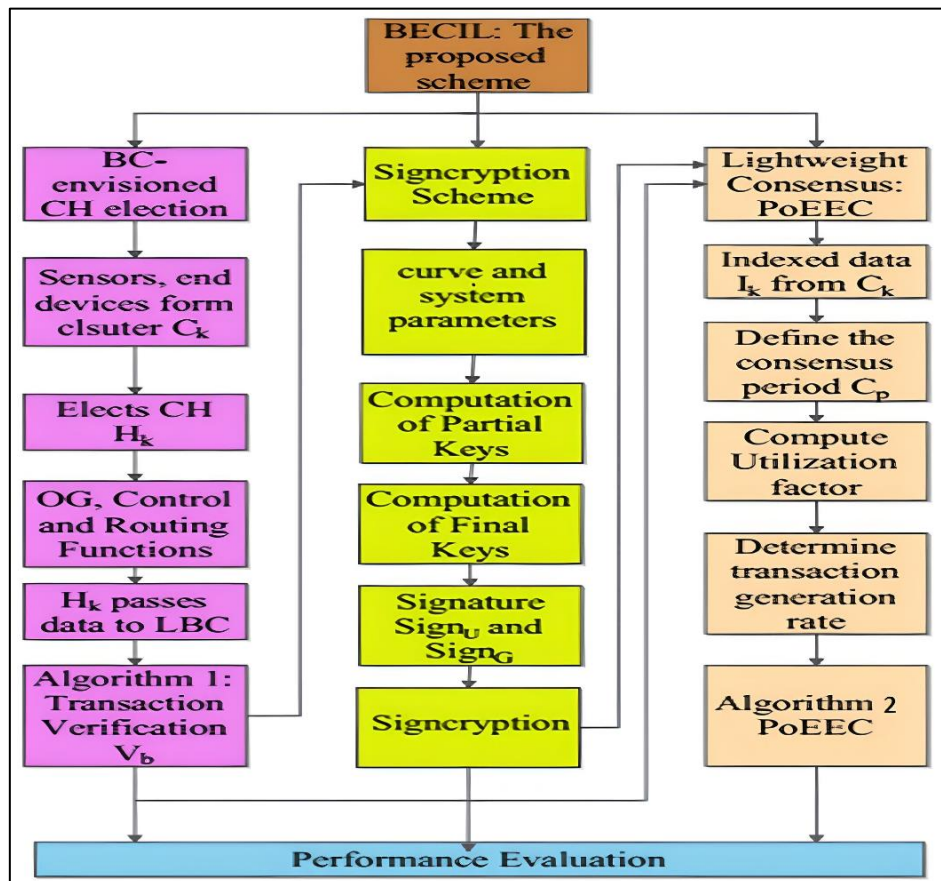 BECIL: The
proposed
scheme
BC-
envisioned
CH election
Sensors, end
devices form
clsuter Cₖ
Elects CH
Hₖ
OG, Control
and Routing
Functions
Hₖ passes
data to LBC
Algorithm 1:
Transaction
Verification
V_b
Signcryption
Scheme
curve and
system
parameters
Computation
of Partial
Keys
Computation
of Final
Keys
Signature
Sign_U and
Sign_G
Signcryption
Lightweight
Consensus:
PoEEC
Indexed data
Iₖ from Cₖ
Define the
consensus
period Cₚ
Compute
Utilization
factor
Determine
transaction
generation
rate
Algorithm 2
PoEEC
Performance Evaluation